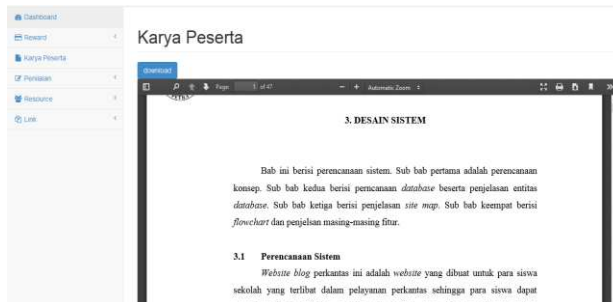 Dashboard
Reward
Karya Peserta
Penilaian
Resource
Link
Karya Peserta
download
Page: 1 of 47
Automatic Zoom
PETRA
3. DESAIN SISTEM
Bab ini berisi perencanaan sistem. Sub bab pertama adalah perencanaan
konsep. Sub bab kedua berisi perncanaan database beserta penjelasan entitas
database. Sub bab ketiga berisi penjelasan site map. Sub bab keempat berisi
flowchart dan penjelsan masing-masing fitur.
3.1 Perencanaan Sistem
Website blog perkantas ini adalah website yang dibuat untuk para siswa
sekolah yang terlibat dalam pelayanan perkantas sehingga para siswa dapat